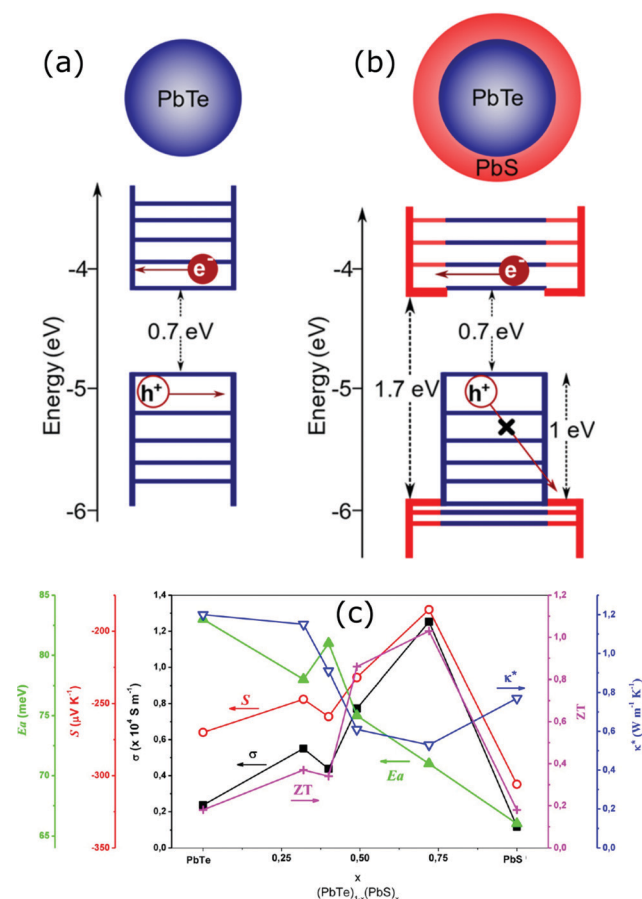 (a)
PbTe
Energy (eV)
-4
-5
-6
e-
0.7 eV
h+
(b)
PbTe
PbS
Energy (eV)
-4
-5
-6
e-
0.7 eV
1.7 eV
h+
1 eV
(c)
Ea (meV)
85
80
75
70
65
S (µV K⁻¹)
-200
-250
-300
-350
σ (x 10⁴ S m⁻¹)
1,4
1,2
1,0
0,8
0,6
0,4
0,2
0,0
S
σ
ZT
Ea
κ*
1,2
1,0
0,8
0,6
0,4
0,2
0,0
ZT
1,2
1,0
0,8
0,6
0,4
0,2
0,0
κ* (W m⁻¹ K⁻¹)
PbTe
0,25
0,50
0,75
PbS
x
(PbTe)₁₋ₓ(PbS)ₓ